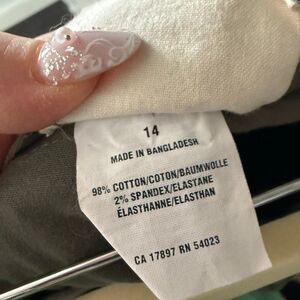 14
MADE IN BANGLADESH
98% COTTON/COTON/BAUMWOLLE
2% SPANDEX/ELASTANE
ÉLASTHANNE/ELASTHAN
CA 17897 RN 54023